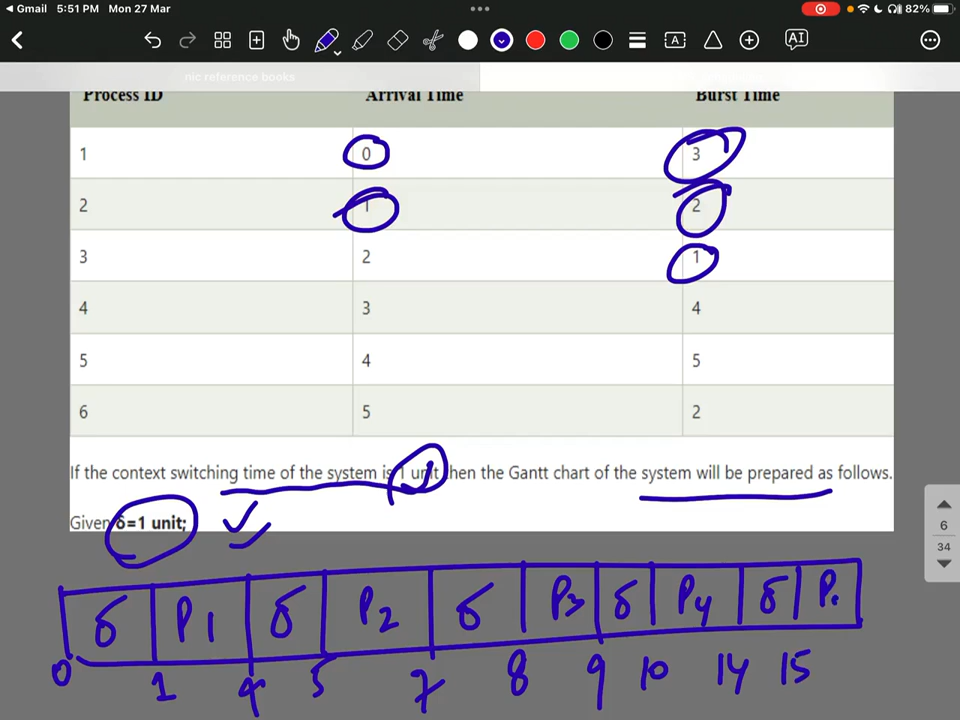 Gmail 5:51 PM Mon 27 Mar 82%
A AI
nic reference books
Process ID Arrival Time Burst Time
1 0 3
2 1 2
3 2 1
4 3 4
5 4 5
6 5 2
If the context switching time of the system is 1 unit then the Gantt chart of the system will be prepared as follows.
Given δ=1 unit;
6
34
δ P1 δ P2 δ P3 δ P4 δ
0 1 4 5 7 8 9 10 14 15